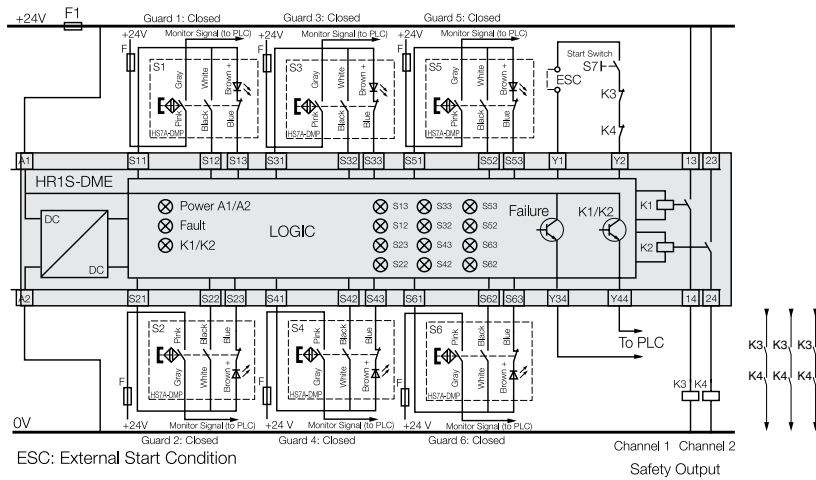 +24V F1
Guard 1: Closed Guard 3: Closed Guard 5: Closed
+24V Monitor Signal (to PLC) +24V Monitor Signal (to PLC) +24V Monitor Signal (to PLC)
F F F
Start Switch
S1 S3 S5 S7
Gray White Brown + Gray White Brown + Gray White Brown +
ESC
K3
Pink Black Blue Pink Black Blue Pink Black Blue
HS7A-DMP HS7A-DMP HS7A-DMP
K4
A1 S11 S12 S13 S31 S32 S33 S51 S52 S53 Y1 Y2 13 23
HR1S-DME
DC
Power A1/A2
Fault
K1/K2
LOGIC
S13 S33 S53
S12 S32 S52
S23 S43 S63
S22 S42 S62
Failure K1/K2
K1
K2
DC
A2 S21 S22 S23 S41 S42 S43 S61 S62 S63 Y34 Y44 14 24
S2 S4 S6
Pink Black Blue Pink Black Blue Pink Black Blue
To PLC
K3 K3 K3
Gray White Brown + Gray White Brown + Gray White Brown +
K4 K4 K4
HS7A-DMP HS7A-DMP HS7A-DMP
F F F
K3 K4
+24V Monitor Signal (to PLC) +24 V Monitor Signal (to PLC) +24 V Monitor Signal (to PLC)
0V
Guard 2: Closed Guard 4: Closed Guard 6: Closed
Channel 1 Channel 2
ESC: External Start Condition
Safety Output